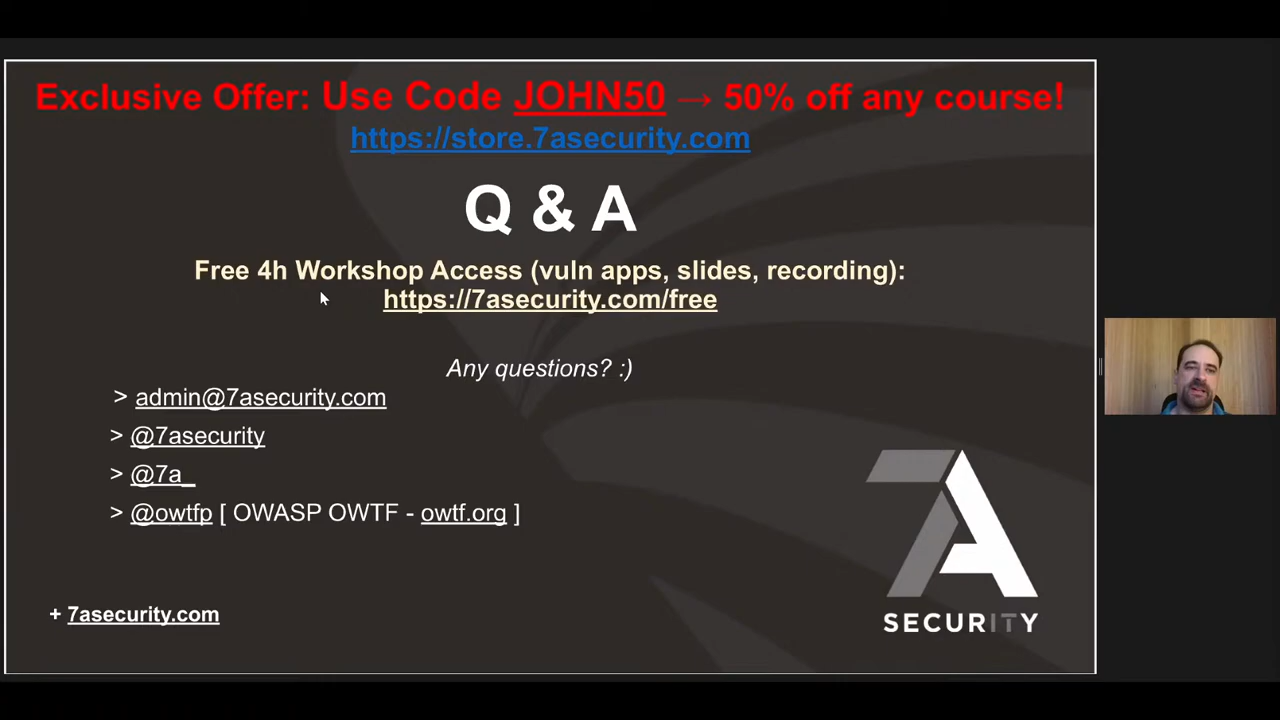 Exclusive Offer: Use Code JOHN50 → 50% off any course!
https://store.7asecurity.com
Q & A
Free 4h Workshop Access (vuln apps, slides, recording):
https://7asecurity.com/free
Any questions? :)
> admin@7asecurity.com
> @7asecurity
> @7a_
> @owtfp [ OWASP OWTF - owtf.org ]
+ 7asecurity.com
7A
SECURITY